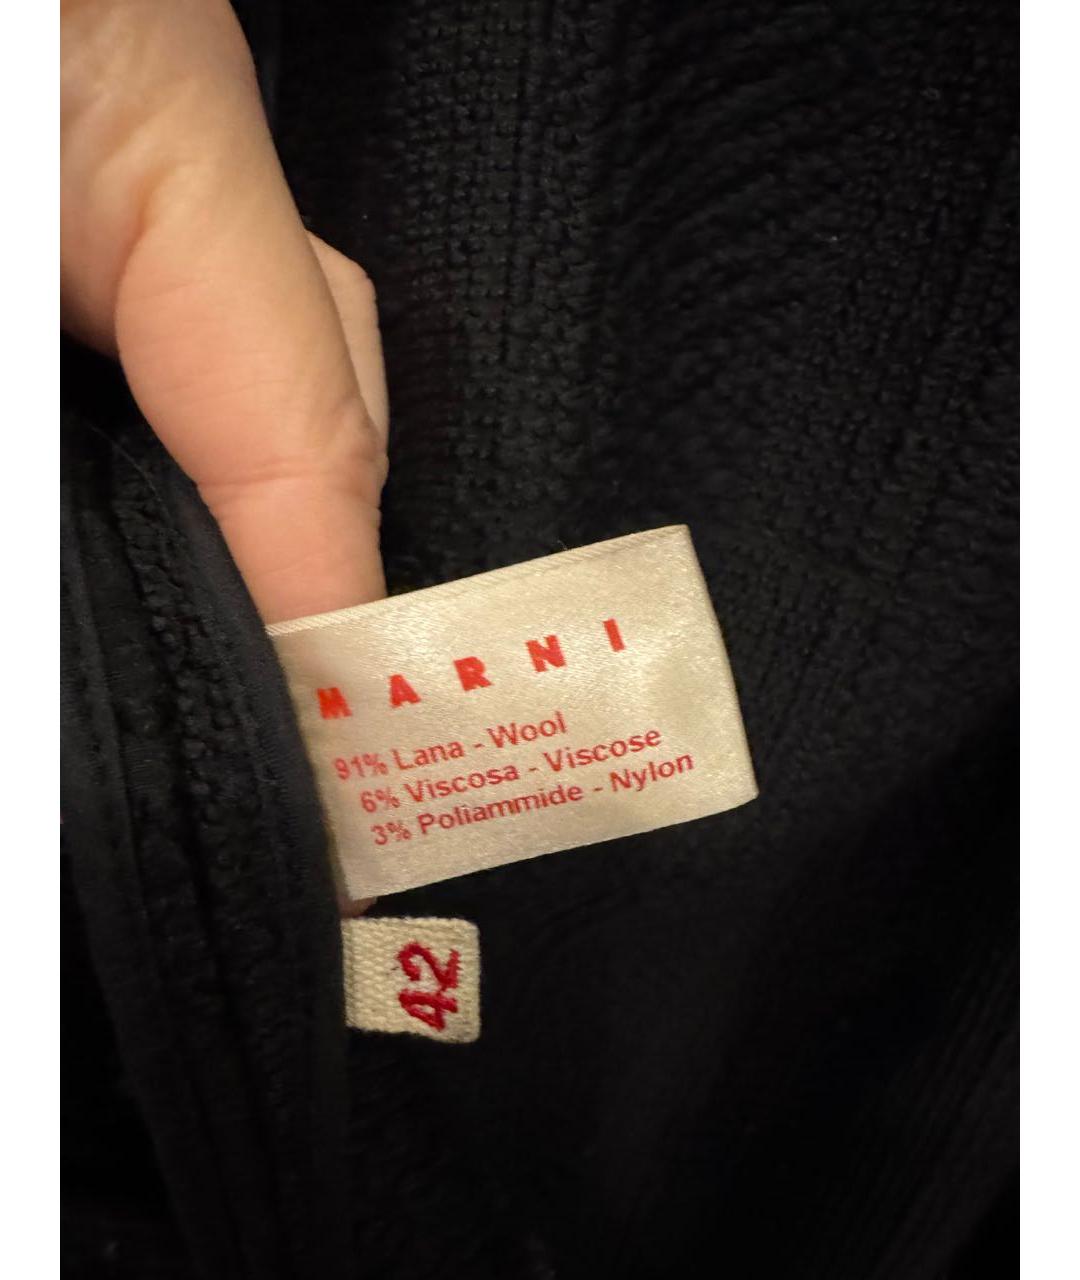 MARNI
91% Lana - Wool
6% Viscosa - Viscose
3% Poliammide - Nylon
42